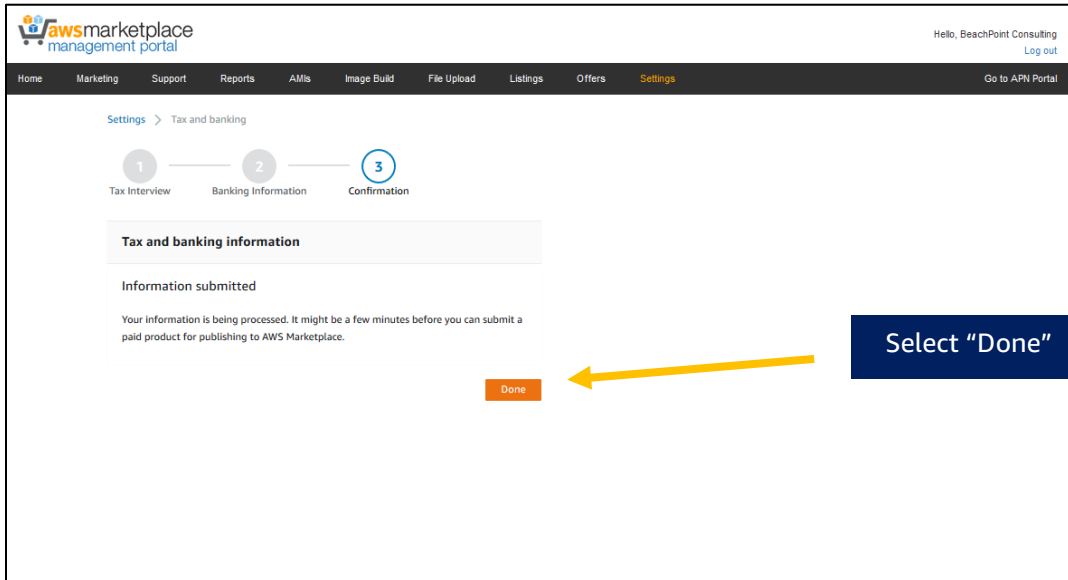 awsmarketplace
management portal
Hello, BeachPoint Consulting
Log out
Home Marketing Support Reports AMIs Image Build File Upload Listings Offers Settings Go to APN Portal
Settings > Tax and banking
1 2 3
Tax Interview Banking Information Confirmation
Tax and banking information
Information submitted
Your information is being processed. It might be a few minutes before you can submit a
paid product for publishing to AWS Marketplace.
Select “Done”
Done